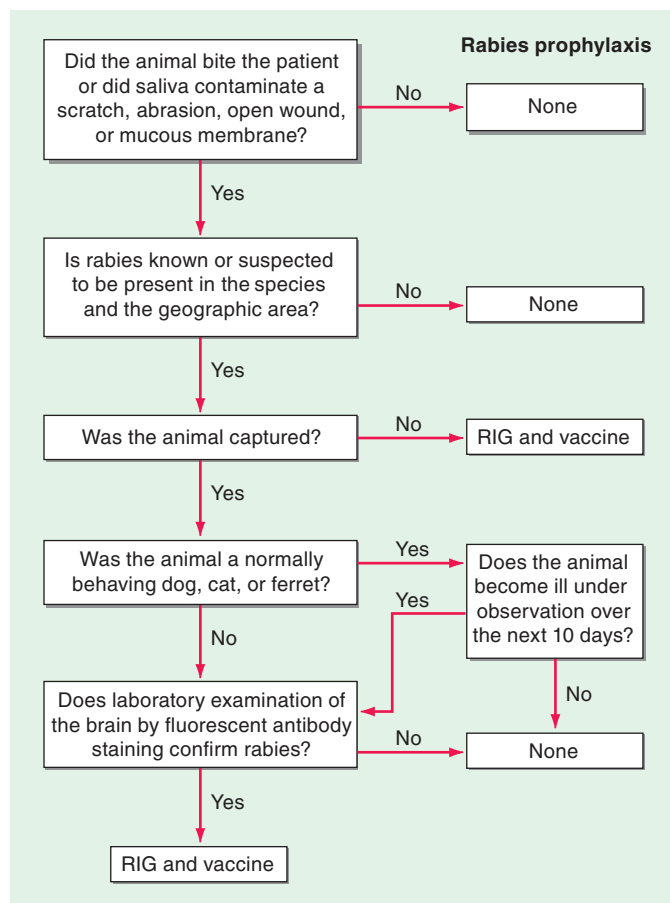 Rabies prophylaxis
Did the animal bite the patient
or did saliva contaminate a
scratch, abrasion, open wound,
or mucous membrane?
No
None
Yes
Is rabies known or suspected
to be present in the species
and the geographic area?
No
None
Yes
Was the animal captured?
No
RIG and vaccine
Yes
Was the animal a normally
behaving dog, cat, or ferret?
Yes
Does the animal
become ill under
observation over
the next 10 days?
Yes
No
No
Does laboratory examination of
the brain by fluorescent antibody
staining confirm rabies?
No
None
Yes
RIG and vaccine